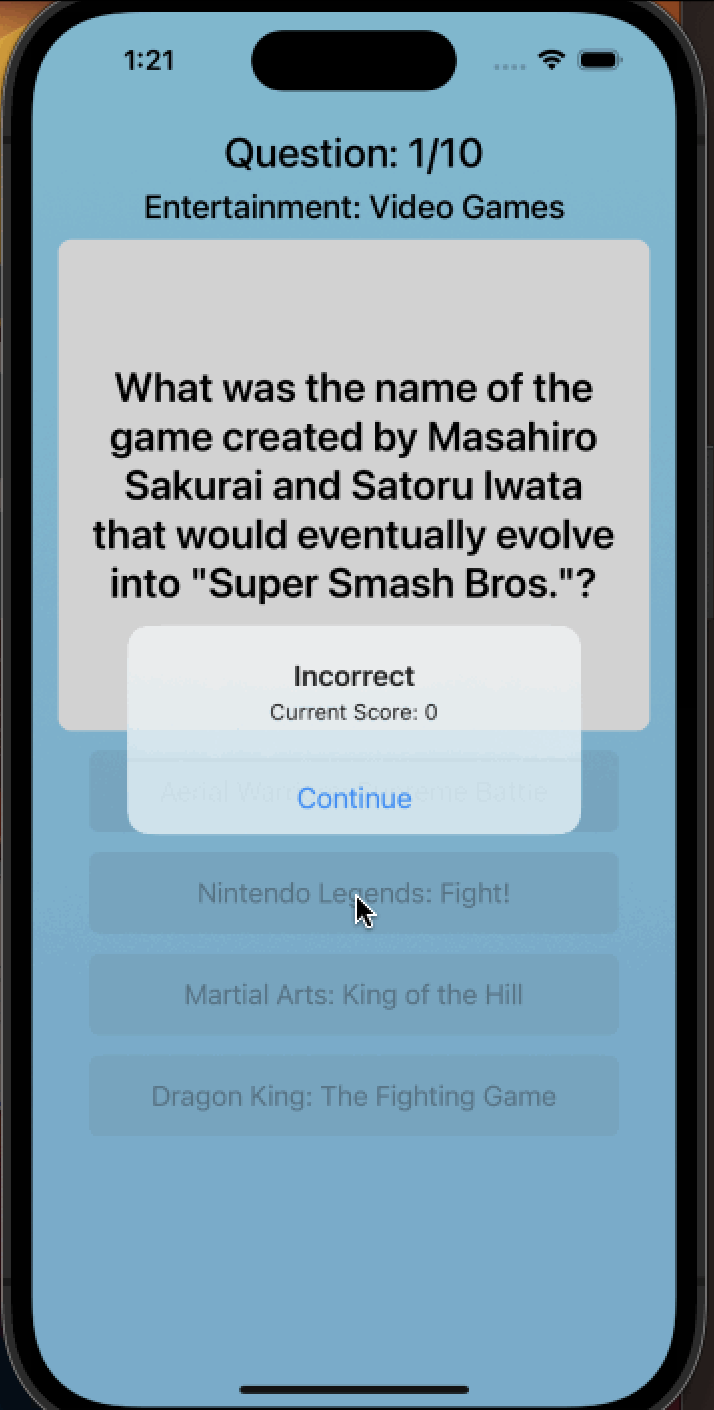 1:21
Question: 1/10
Entertainment: Video Games
What was the name of the
game created by Masahiro
Sakurai and Satoru Iwata
that would eventually evolve
into "Super Smash Bros."?
Incorrect
Current Score: 0
Aerial Battle
Continue
Nintendo Legends: Fight!
Martial Arts: King of the Hill
Dragon King: The Fighting Game